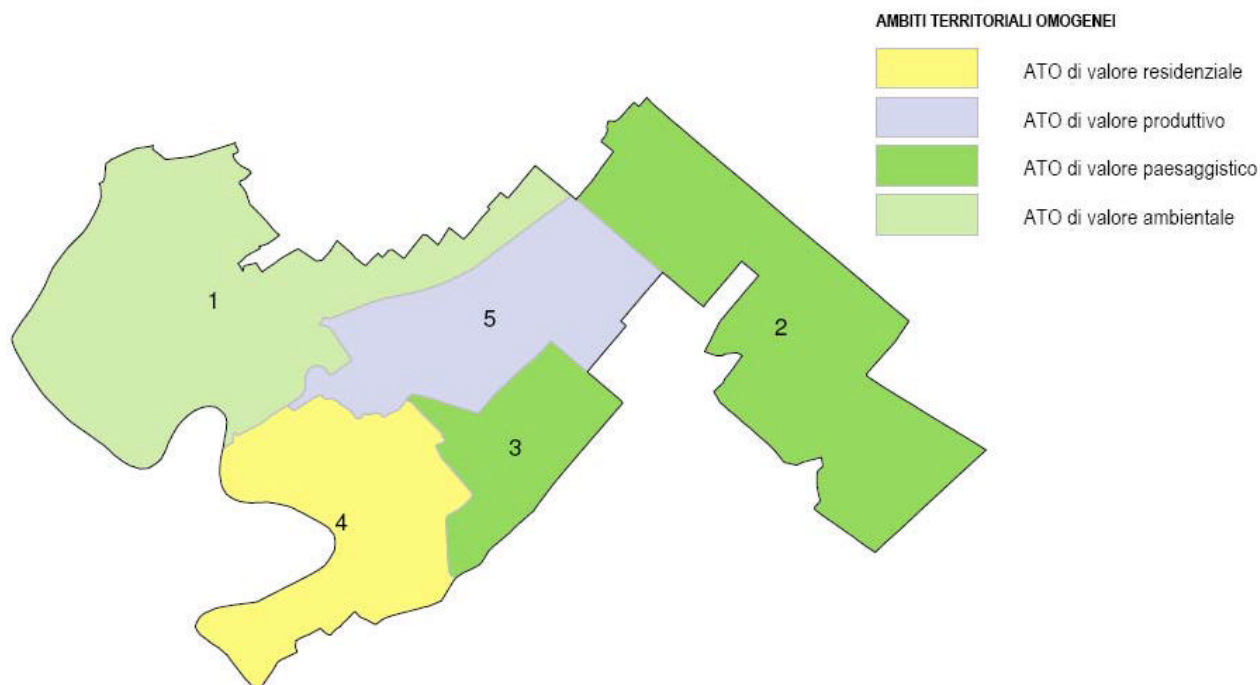 AMBITI TERRITORIALI OMOGENEI
ATO di valore residenziale
ATO di valore produttivo
ATO di valore paesaggistico
ATO di valore ambientale
1
5
2
3
4